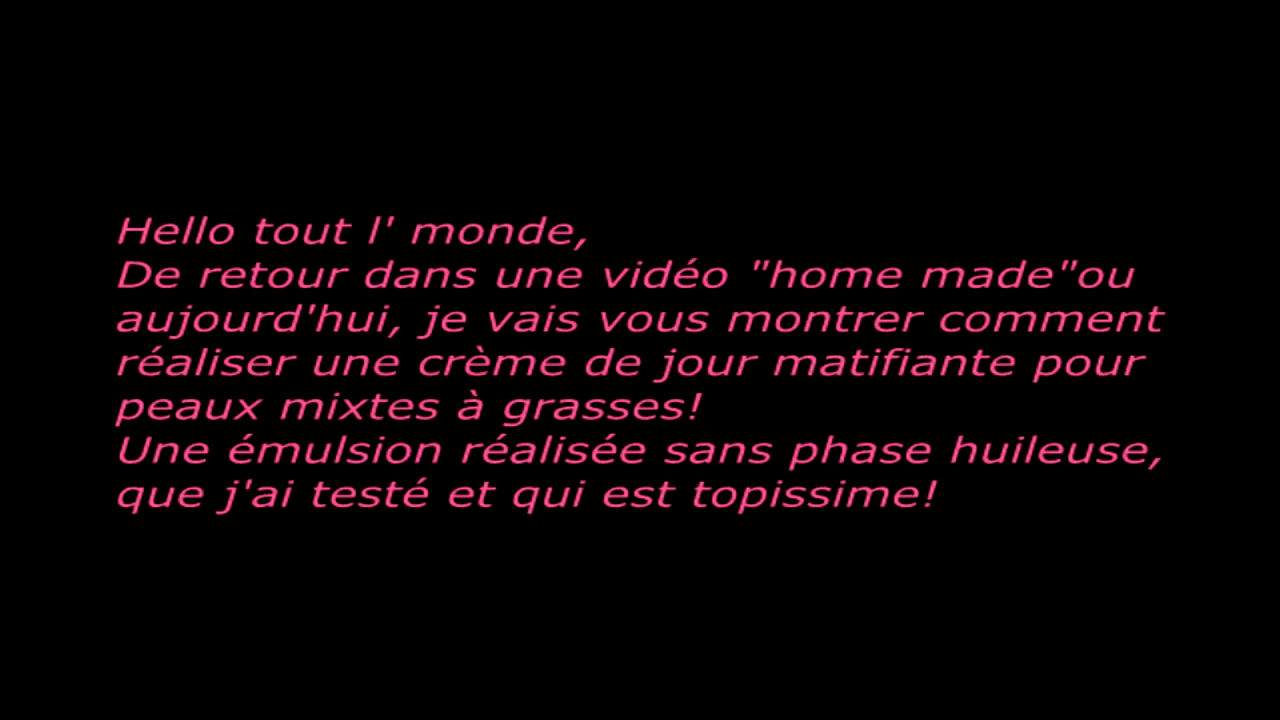 Hello tout l' monde,
De retour dans une vidéo "home made"ou
aujourd'hui, je vais vous montrer comment
réaliser une crème de jour matifiante pour
peaux mixtes à grasses!
Une émulsion réalisée sans phase huileuse,
que j'ai testé et qui est topissime!